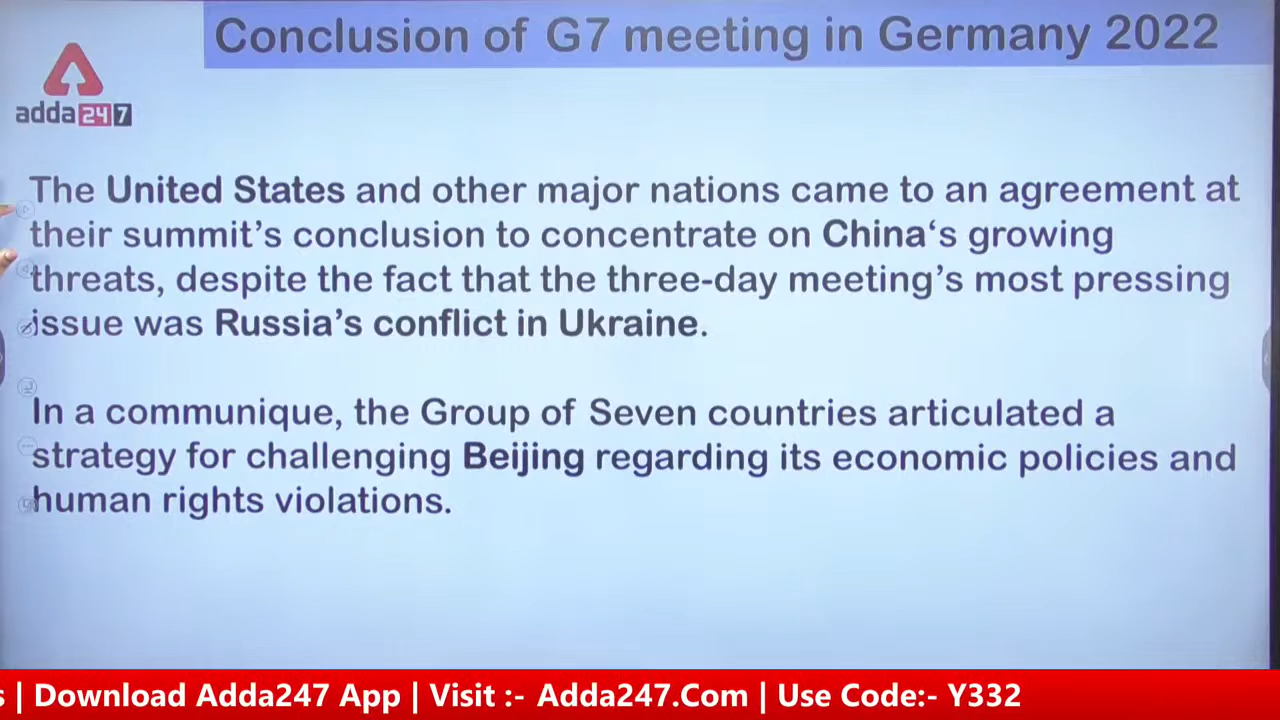 Conclusion of G7 meeting in Germany 2022
adda247
The United States and other major nations came to an agreement at
their summit’s conclusion to concentrate on China‘s growing
threats, despite the fact that the three-day meeting’s most pressing
issue was Russia’s conflict in Ukraine.
In a communique, the Group of Seven countries articulated a
strategy for challenging Beijing regarding its economic policies and
human rights violations.
s | Download Adda247 App | Visit :- Adda247.Com | Use Code:- Y332